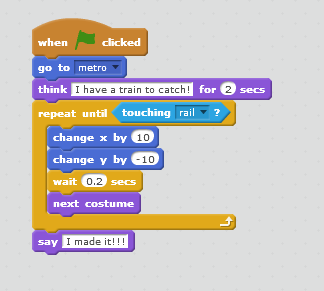 when clicked
go to metro
think I have a train to catch! for 2 secs
repeat until touching rail ?
change x by 10
change y by -10
wait 0.2 secs
next costume
say I made it!!!